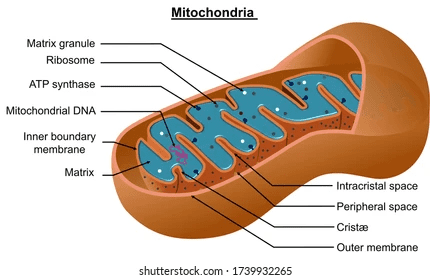 Mitochondria
Matrix granule
Ribosome
ATP synthase
Mitochondrial DNA
Inner boundary
membrane
Matrix
Intracristal space
Peripheral space
Cristæ
Outer membrane
shutterstock.com · 1739932265